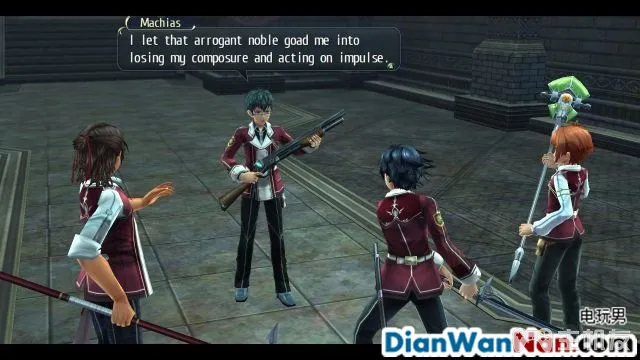 Machias
I let that arrogant noble goad me into
losing my composure and acting on impulse.
电玩男
DianWanNan.com